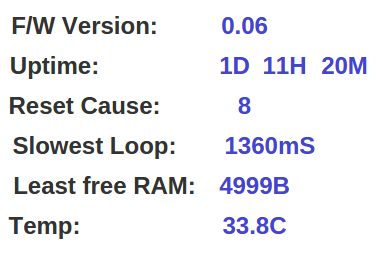 F/W Version: 0.06
Uptime: 1D 11H 20M
Reset Cause: 8
Slowest Loop: 1360mS
Least free RAM: 4999B
Temp: 33.8C